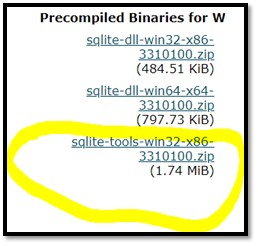 Precompiled Binaries for W
sqlite-dll-win32-x86-
3310100.zip
(484.51 KiB)
sqlite-dll-win64-x64-
3310100.zip
(797.73 KiB)
sqlite-tools-win32-x86-
3310100.zip
(1.74 MiB)